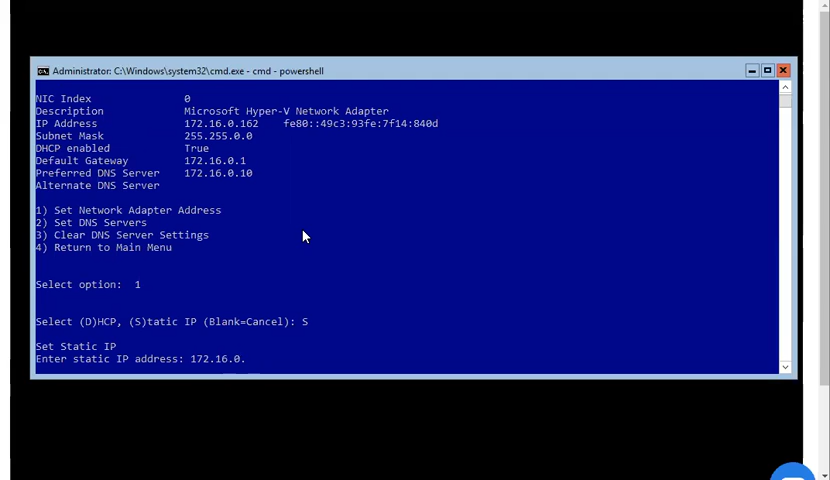 Administrator: C:\Windows\system32\cmd.exe - cmd - powershell
NIC Index 0
Description Microsoft Hyper-V Network Adapter
IP Address 172.16.0.162 fe80::49c3:93fe:7f14:840d
Subnet Mask 255.255.0.0
DHCP enabled True
Default Gateway 172.16.0.1
Preferred DNS Server 172.16.0.10
Alternate DNS Server
1) Set Network Adapter Address
2) Set DNS Servers
3) Clear DNS Server Settings
4) Return to Main Menu
Select option: 1
Select (D)HCP, (S)tatic IP (Blank=Cancel): S
Set Static IP
Enter static IP address: 172.16.0.